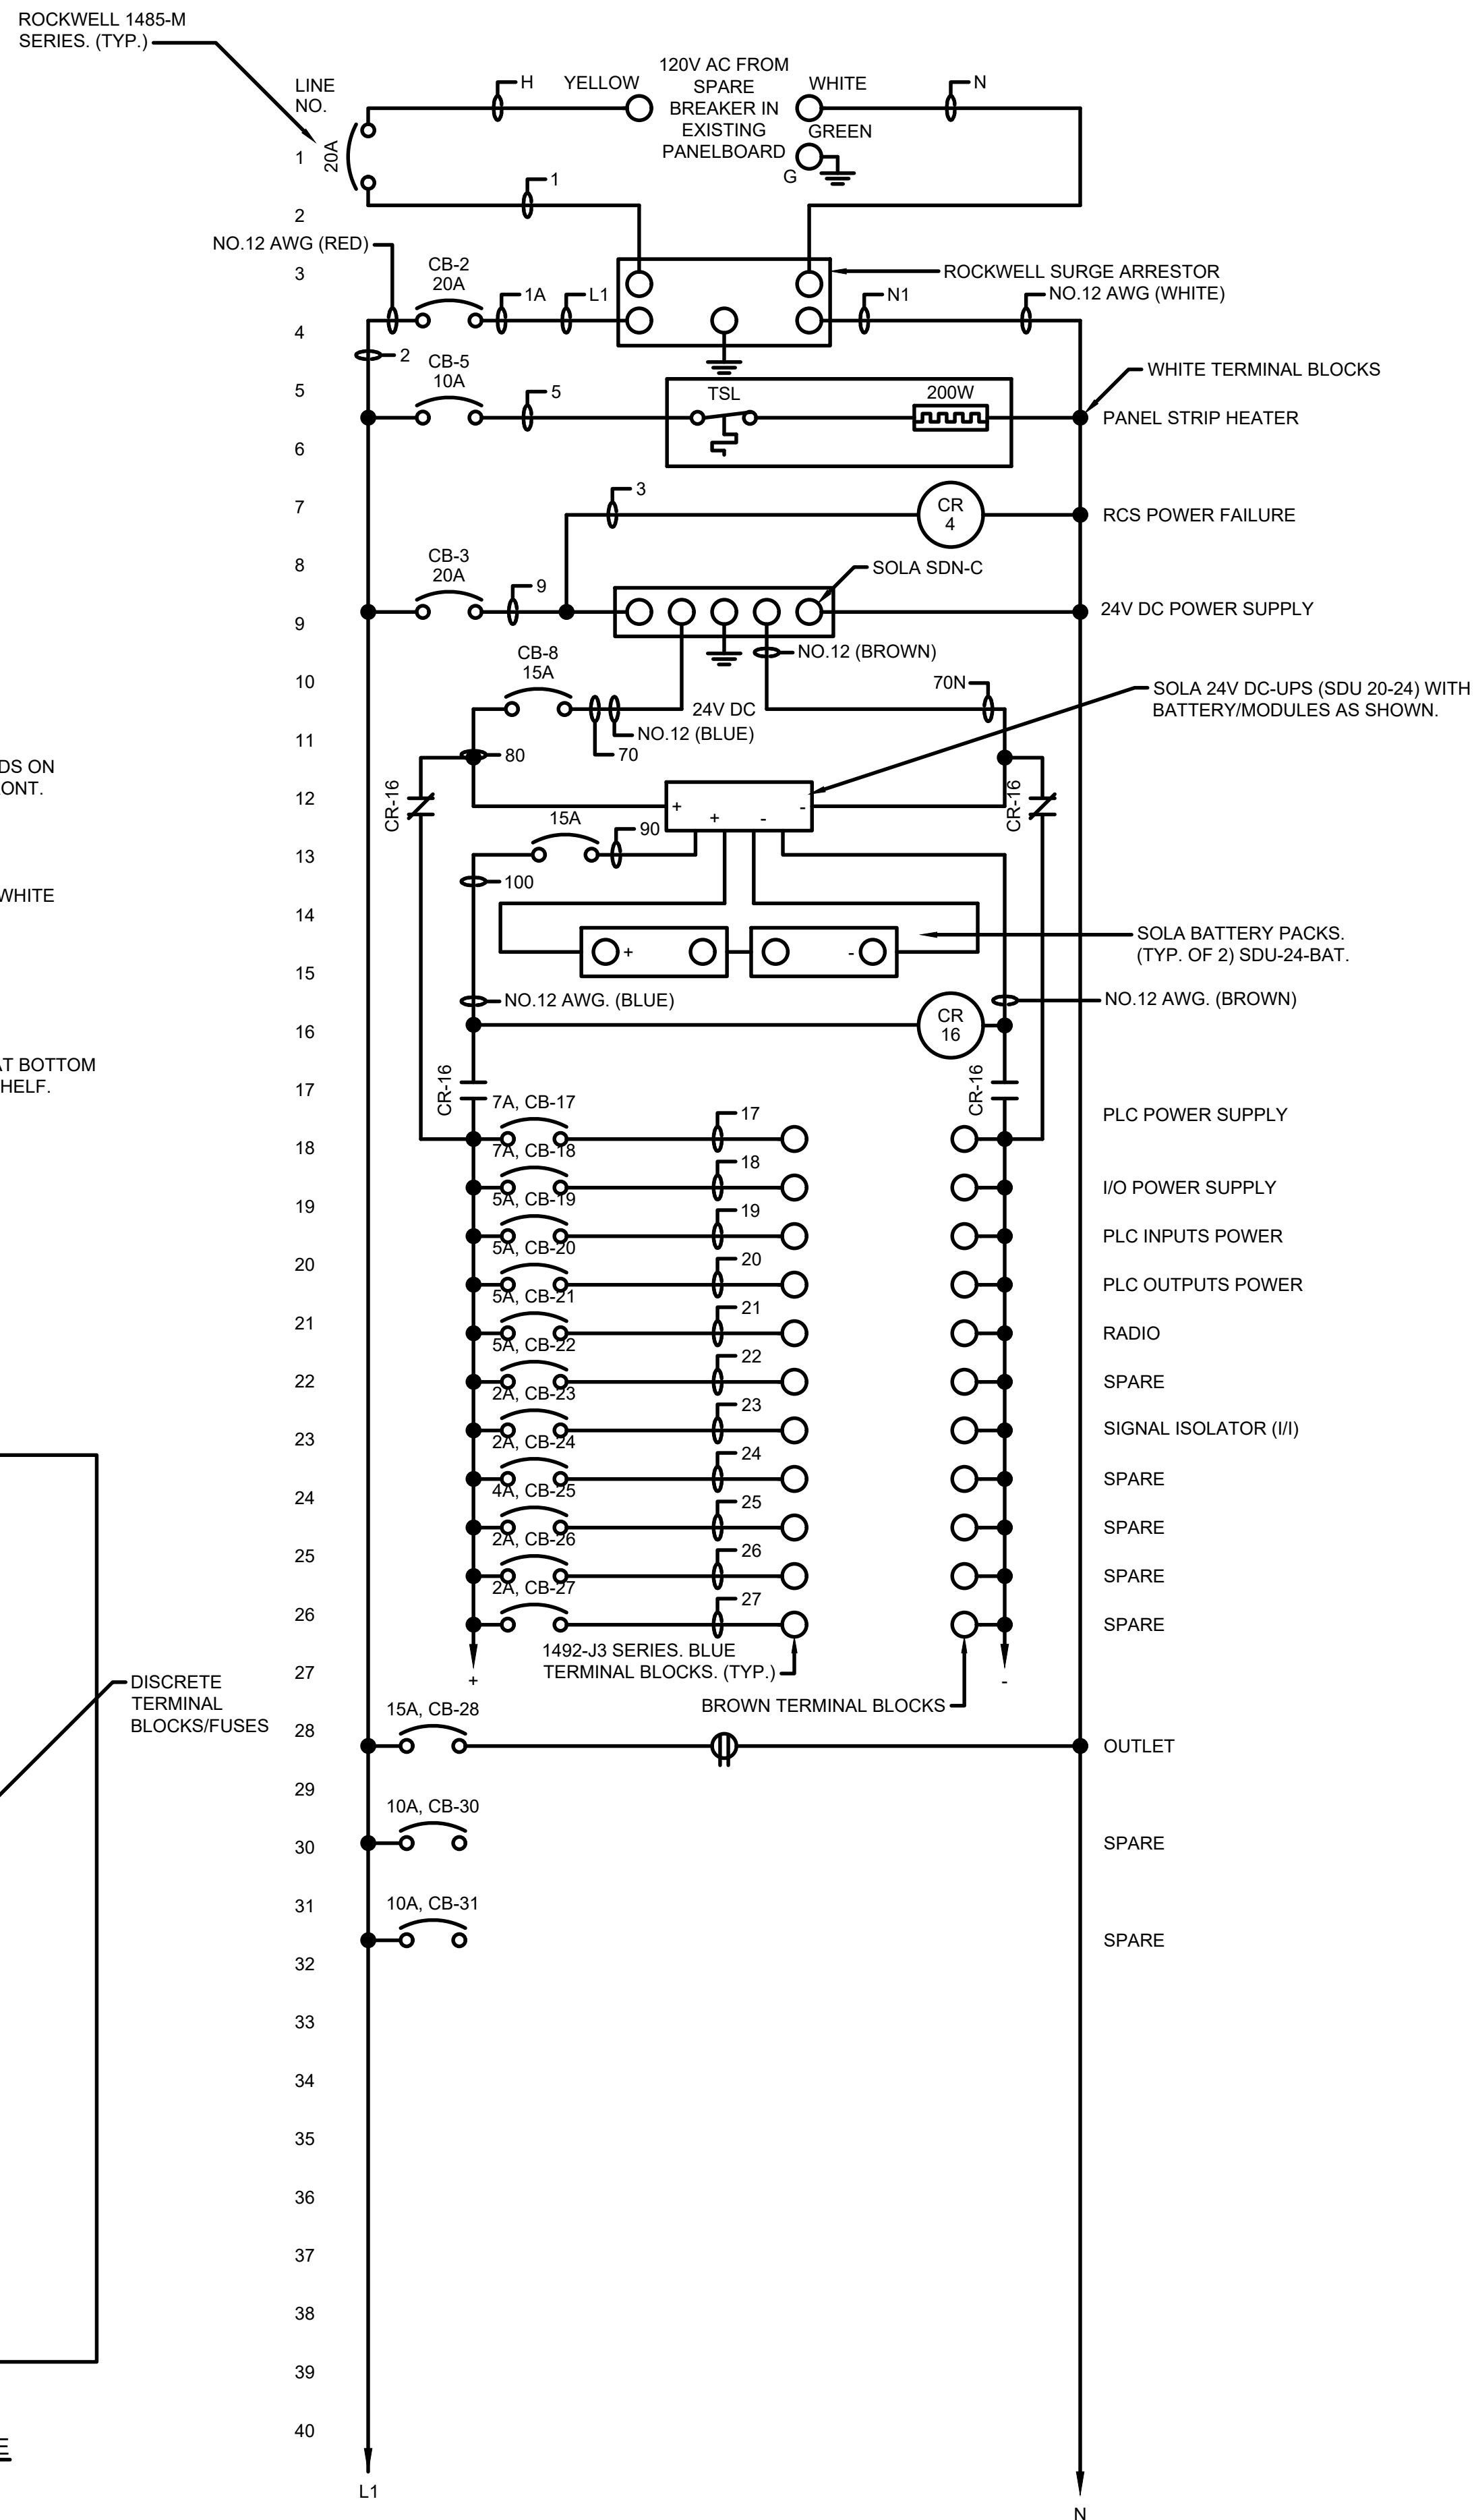 ROCKWELL 1485-M
SERIES. (TYP.)
LINE
NO.
H
YELLOW
120V AC FROM
SPARE
BREAKER IN
EXISTING
PANELBOARD
WHITE
N
GREEN
G
1
20A
1
2
NO.12 AWG (RED)
3
CB-2
20A
1A
L1
ROCKWELL SURGE ARRESTOR
N1
NO.12 AWG (WHITE)
4
2
CB-5
10A
5
5
TSL
200W
WHITE TERMINAL BLOCKS
PANEL STRIP HEATER
6
3
7
CR
4
RCS POWER FAILURE
8
CB-3
20A
9
SOLA SDN-C
9
24V DC POWER SUPPLY
NO.12 (BROWN)
CB-8
15A
10
24V DC
70N
SOLA 24V DC-UPS (SDU 20-24) WITH
BATTERY/MODULES AS SHOWN.
NO.12 (BLUE)
11
80
70
DS ON
ONT.
12
CR-16
+
+
-
-
CR-16
15A
90
13
100
WHITE
14
+
-
SOLA BATTERY PACKS.
(TYP. OF 2) SDU-24-BAT.
15
NO.12 AWG. (BLUE)
NO.12 AWG. (BROWN)
16
CR
16
AT BOTTOM
HELF.
17
CR-16
CR-16
7A, CB-17
17
PLC POWER SUPPLY
18
7A, CB-18
18
I/O POWER SUPPLY
19
5A, CB-19
19
PLC INPUTS POWER
20
5A, CB-20
20
PLC OUTPUTS POWER
5A, CB-21
21
21
RADIO
5A, CB-22
22
22
SPARE
2A, CB-23
23
SIGNAL ISOLATOR (I/I)
23
2A, CB-24
24
SPARE
24
4A, CB-25
25
SPARE
25
2A, CB-26
26
SPARE
2A, CB-27
27
26
SPARE
1492-J3 SERIES. BLUE
TERMINAL BLOCKS. (TYP.)
27
+
-
DISCRETE
TERMINAL
BLOCKS/FUSES
BROWN TERMINAL BLOCKS
15A, CB-28
28
OUTLET
29
10A, CB-30
30
SPARE
31
10A, CB-31
SPARE
32
33
34
35
36
37
38
39
40
E
L1
N